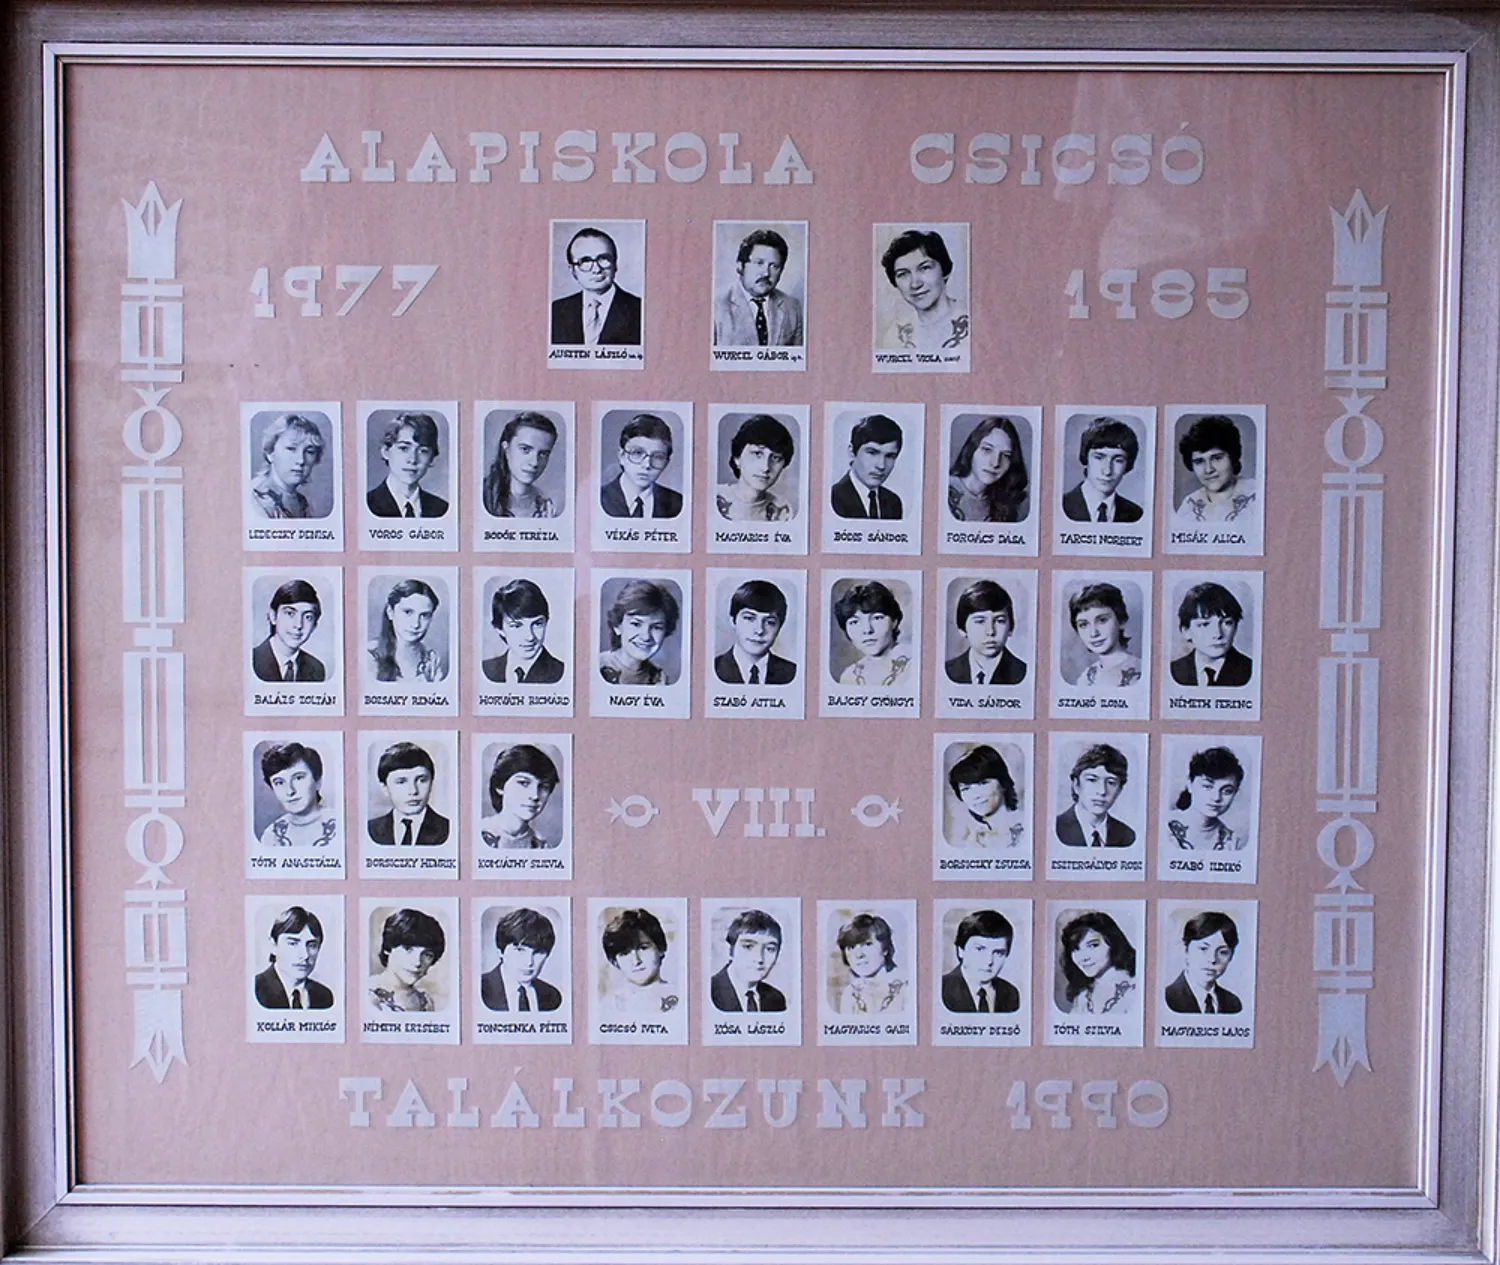 ALAPISKOLA CSICSÓ
1977 1985
AUSZTEN LÁSZLÓ WURCEL GÁBOR WURCEL VIOLA
LEDECZKY DENISA VÖRÖS GÁBOR BÖDŐK TERÉZIA VÉKÁS PÉTER MAGYARICS ÉVA BÓDIS SÁNDOR FORGÁCS DÁSA TARCSI NORBERT MISÁK ALICA
BALÁZS ZOLTÁN BOZSAKY RENÁTA HORVÁTH RICHÁRD NAGY ÉVA SZABÓ ATTILA BAJCSY GYÖNGYI VIDA SÁNDOR SZTAHÓ ILONA NÉMETH FERENC
TÓTH ANASZTÁZIA BORSICZKY HENRIK KOMJÁTHY SZILVIA VIII. BORSICZKY ZSUZSA ESZTERGÁLYOS ROBI SZABÓ ILDIKÓ
KOLLÁR MIKLÓS NÉMETH ERZSÉBET TONCSENKA PÉTER CSICSÓ IVETA KÓSA LÁSZLÓ MAGYARICS GABI SÁRKÖZY DEZSŐ TÓTH SZILVIA MAGYARICS LAJOS
TALÁLKOZUNK 1990